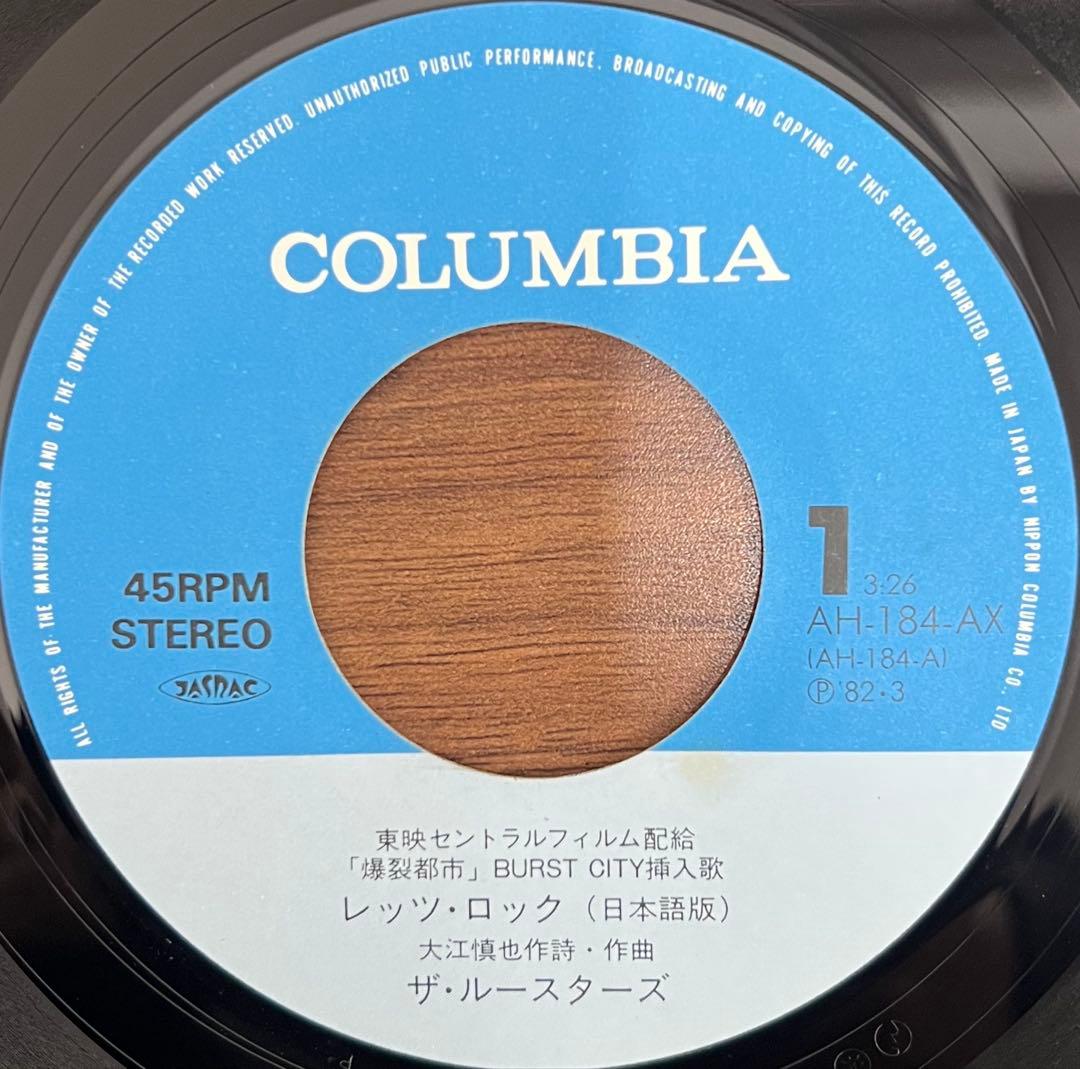 ALL RIGHTS OF THE MANUFACTURER AND OF THE OWNER OF THE RECORDED WORK RESERVED. UNAUTHORIZED PUBLIC PERFORMANCE, BROADCASTING AND COPYING OF THIS RECORD PROHIBITED. MADE IN JAPAN BY NIPPON COLUMBIA CO., LTD
COLUMBIA
45RPM
STEREO
JASRAC
1 3:26
AH-184-AX
(AH-184-A)
Ⓟ'82・3
東映セントラルフィルム配給
「爆裂都市」BURST CITY挿入歌
レッツ・ロック（日本語版）
大江慎也作詩・作曲
ザ・ルースターズ